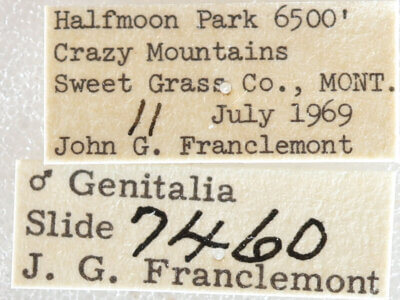 Halfmoon Park 6500'
Crazy Mountains
Sweet Grass Co., MONT.
11 July 1969
John G. Franclemont
♂ Genitalia
Slide 7460
J. G. Franclemont